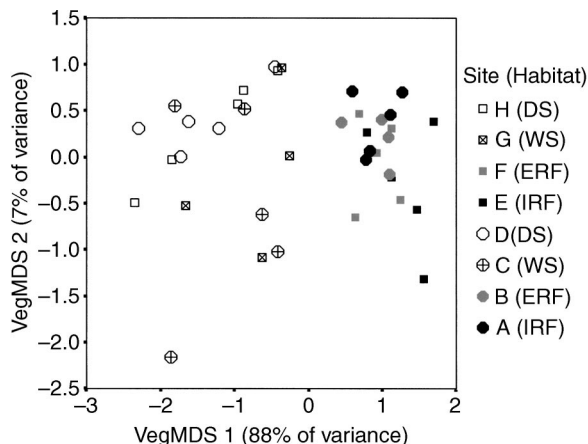 1.5
1.0
0.5
0.0
−0.5
−1.0
−1.5
−2.0
−2.5
VegMDS 2 (7% of variance)
−3 −2 −1 0 1 2
VegMDS 1 (88% of variance)
Site (Habitat)
H (DS)
G (WS)
F (ERF)
E (IRF)
D(DS)
C (WS)
B (ERF)
A (IRF)